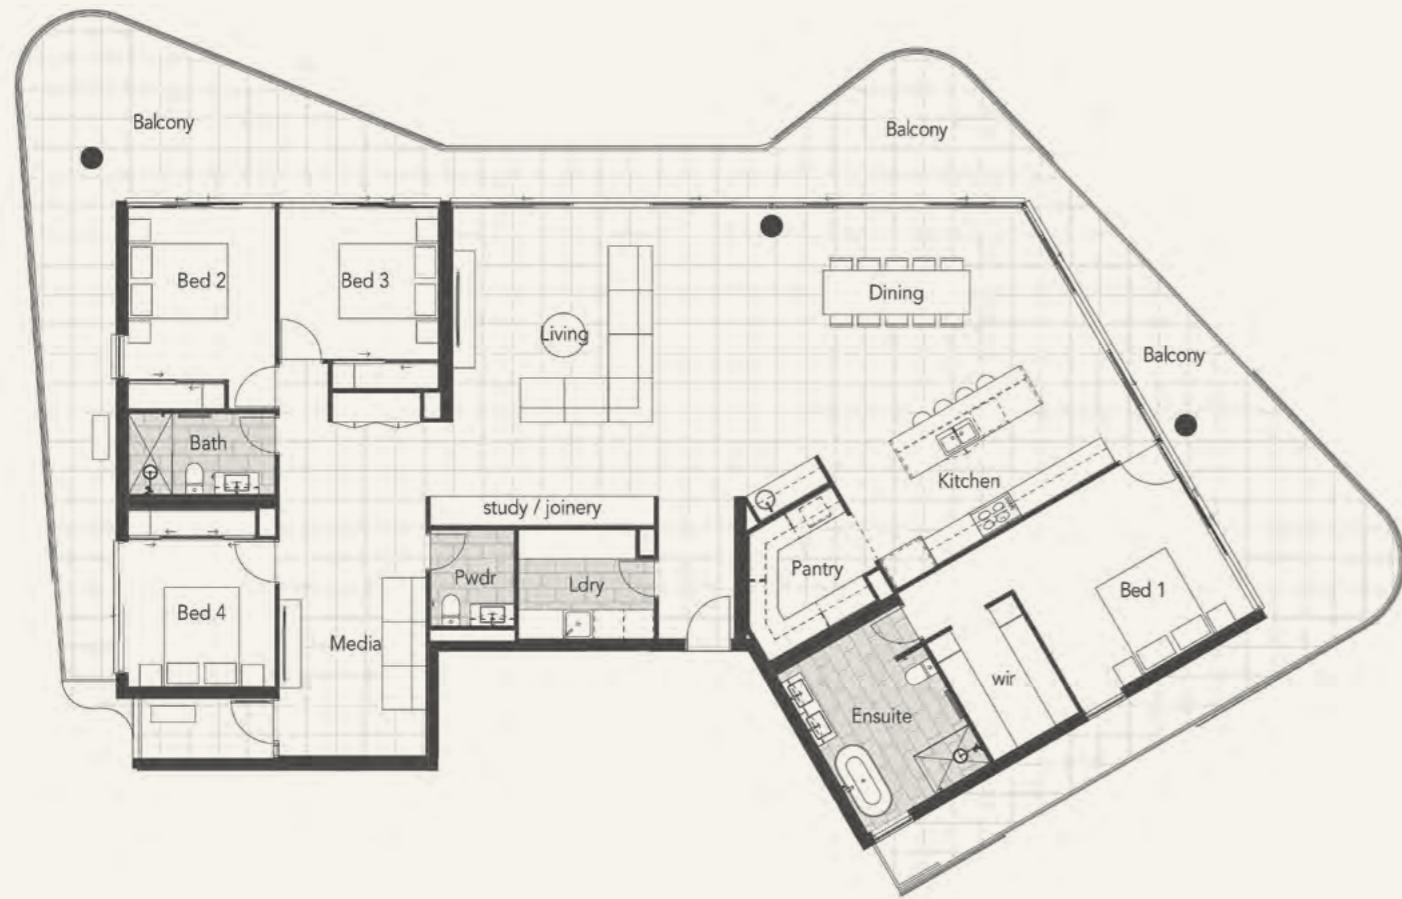 Balcony
Balcony
Bed 2
Bed 3
Dining
Living
Balcony
Bath
Kitchen
study / joinery
Pantry
Pwdr
Ldry
Bed 1
Bed 4
Media
wir
Ensuite